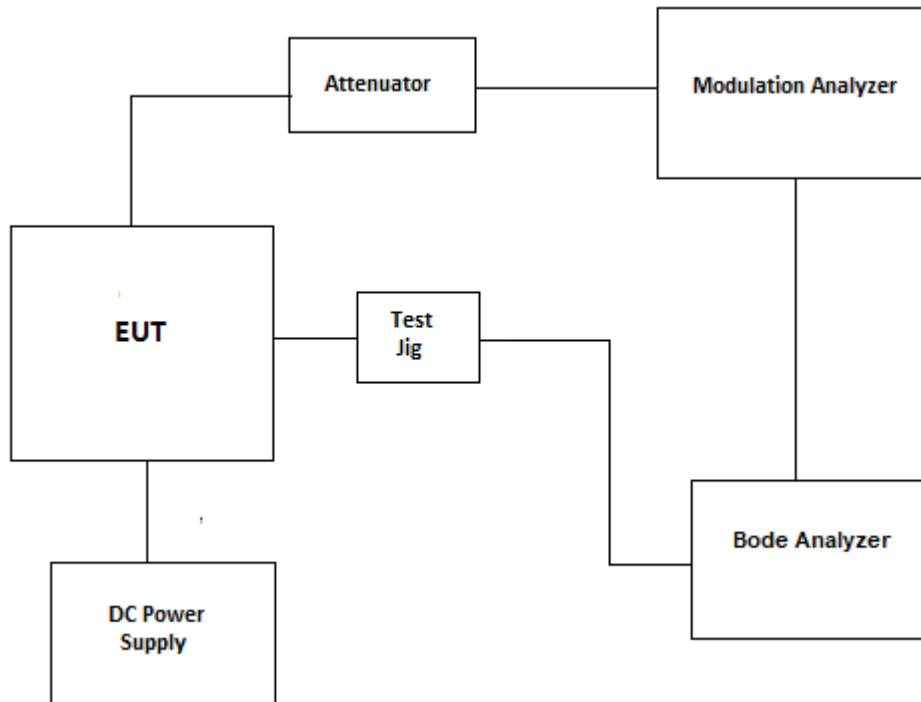 Attenuator
Modulation Analyzer
EUT
Test
Jig
Bode Analyzer
DC Power
Supply